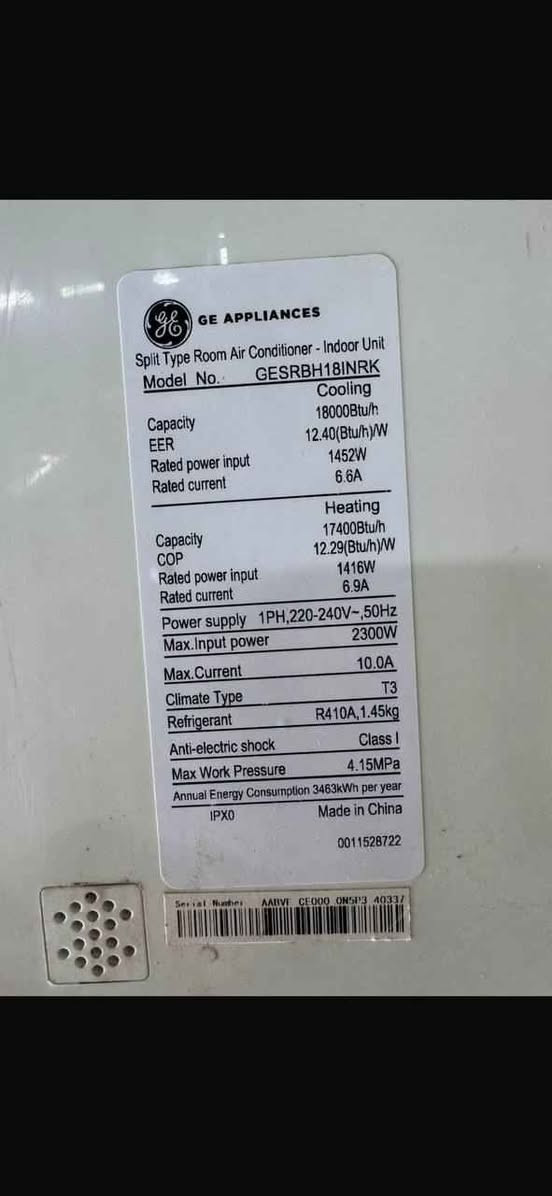 GE APPLIANCES
Split Type Room Air Conditioner - Indoor Unit
Model No. GESRBH18INRK
Cooling
Capacity 18000Btu/h
EER 12.40(Btu/h)/W
Rated power input 1452W
Rated current 6.6A
Heating
Capacity 17400Btu/h
COP 12.29(Btu/h)/W
Rated power input 1416W
Rated current 6.9A
Power supply 1PH,220-240V~,50Hz
Max.Input power 2300W
Max.Current 10.0A
Climate Type T3
Refrigerant R410A,1.45kg
Anti-electric shock Class I
Max Work Pressure 4.15MPa
Annual Energy Consumption 3463kWh per year
IPX0 Made in China
0011528722
Serial Number